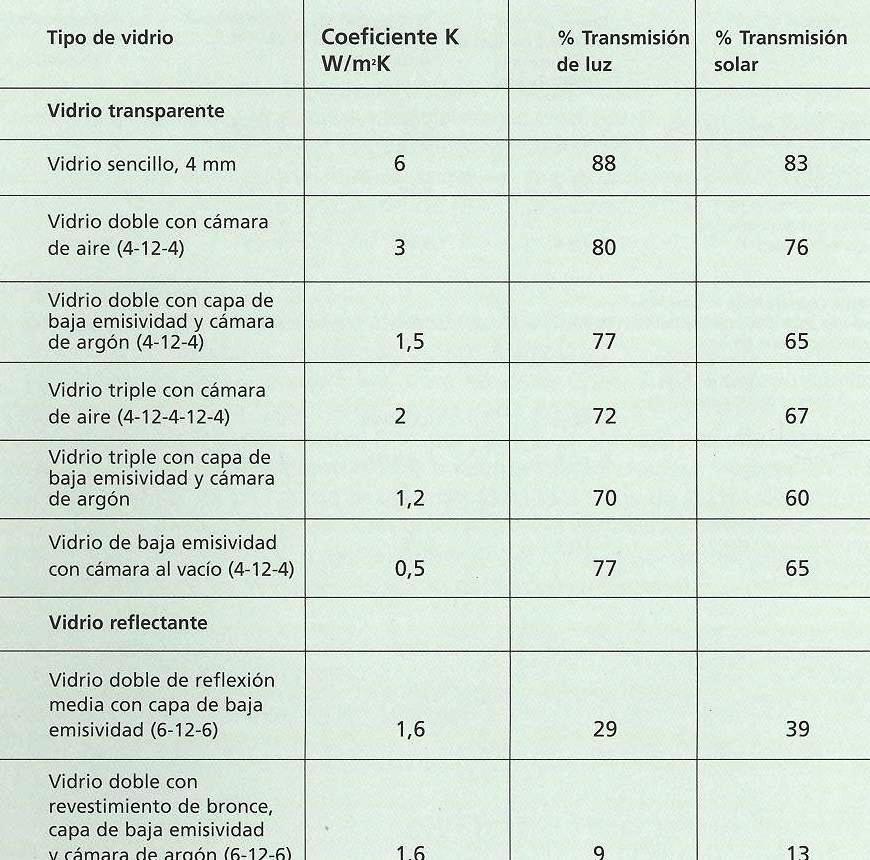 Tipo de vidrio
Coeficiente K
W/m²K
% Transmisión
de luz
% Transmisión
solar
Vidrio transparente
Vidrio sencillo, 4 mm 6 88 83
Vidrio doble con cámara
de aire (4-12-4) 3 80 76
Vidrio doble con capa de
baja emisividad y cámara
de argón (4-12-4) 1,5 77 65
Vidrio triple con cámara
de aire (4-12-4-12-4) 2 72 67
Vidrio triple con capa de
baja emisividad y cámara
de argón 1,2 70 60
Vidrio de baja emisividad
con cámara al vacío (4-12-4) 0,5 77 65
Vidrio reflectante
Vidrio doble de reflexión
media con capa de baja
emisividad (6-12-6) 1,6 29 39
Vidrio doble con
revestimiento de bronce,
capa de baja emisividad
y cámara de argón (6-12-6) 1,6 9 13